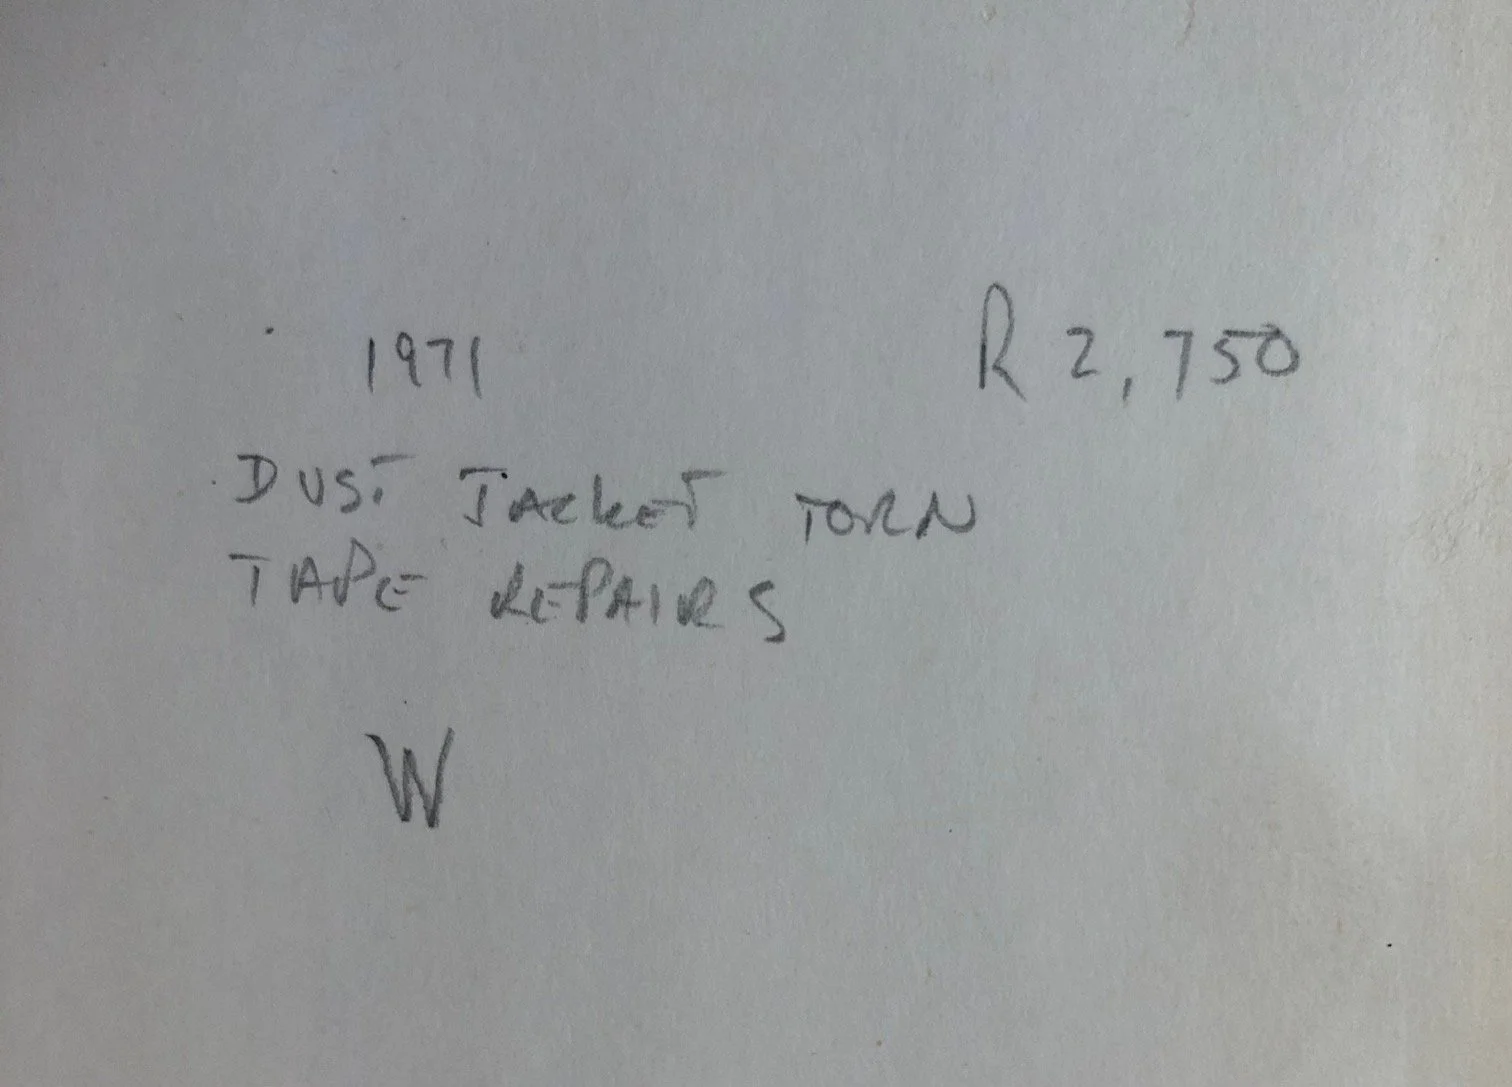 1971 R 2,750
DUST JACKET TORN
TAPE REPAIRS
W